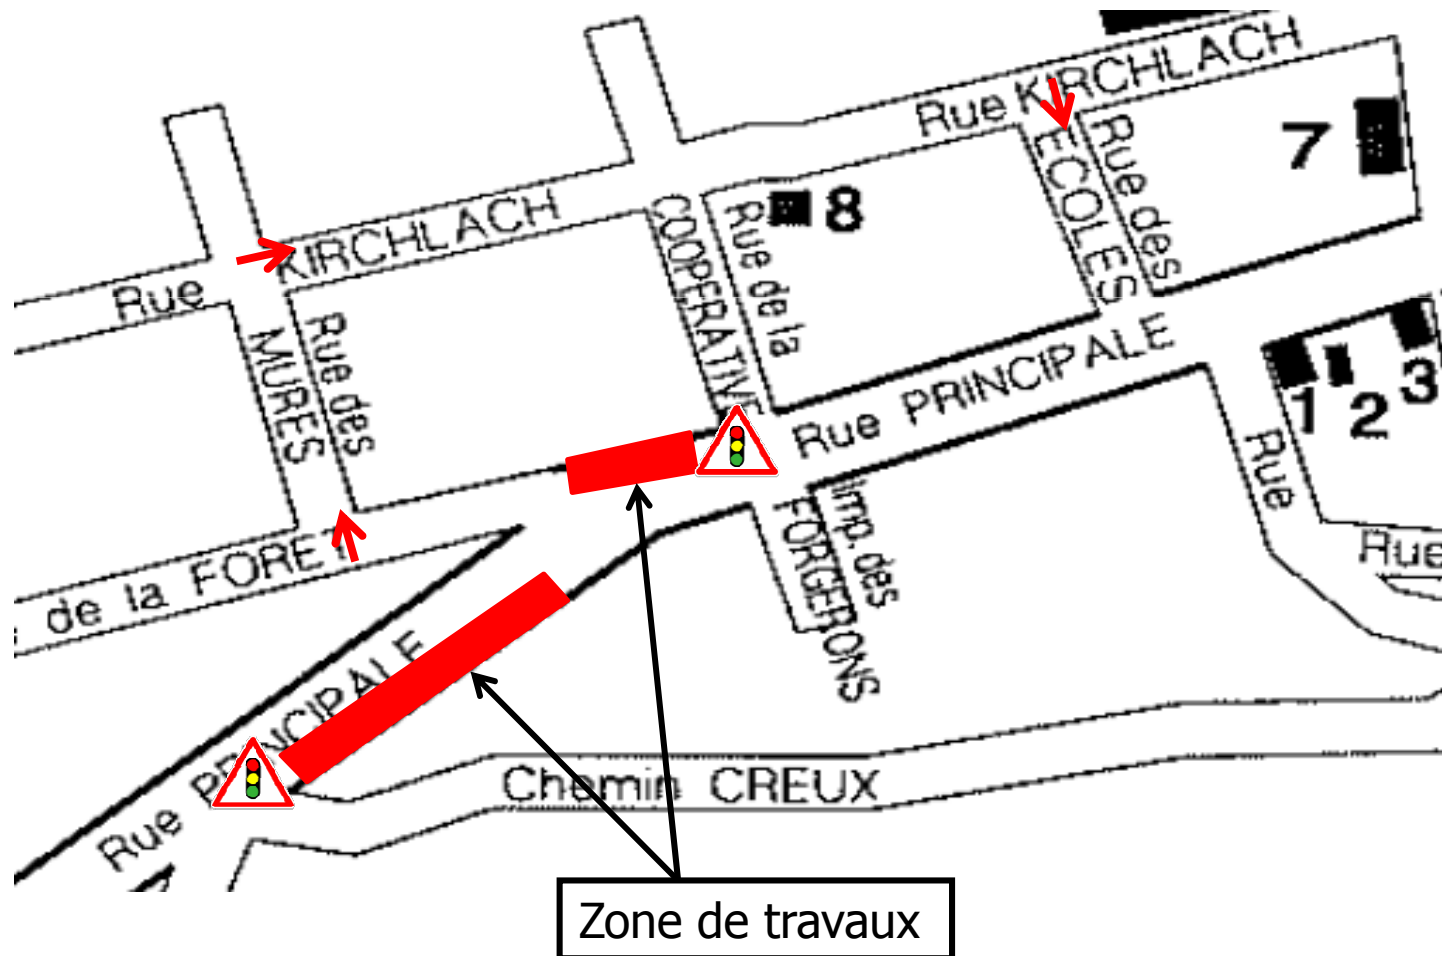 Rue KIRCHLACH
7
ECOLES
Rue des
8
COOPERATIVE
Rue de la
Rue KIRCHLACH
MURES
Rue des
Rue PRINCIPALE
1
2
3
Rue
Rue
de la FORET
Imp. des
FORGERONS
Rue PRINCIPALE
Chemin CREUX
Zone de travaux